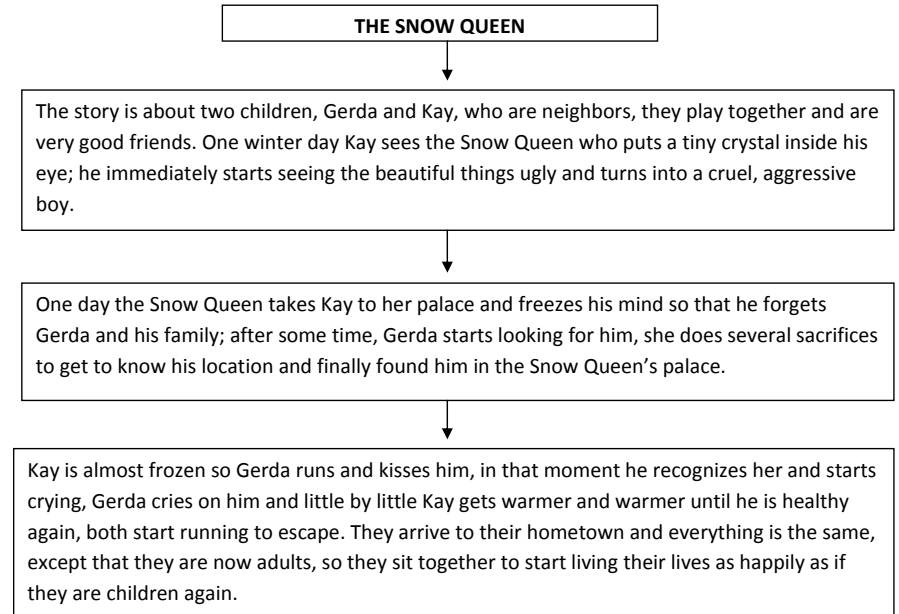 THE SNOW QUEEN
The story is about two children, Gerda and Kay, who are neighbors, they play together and are
very good friends. One winter day Kay sees the Snow Queen who puts a tiny crystal inside his
eye; he immediately starts seeing the beautiful things ugly and turns into a cruel, aggressive
boy.
One day the Snow Queen takes Kay to her palace and freezes his mind so that he forgets
Gerda and his family; after some time, Gerda starts looking for him, she does several sacrifices
to get to know his location and finally found him in the Snow Queen’s palace.
Kay is almost frozen so Gerda runs and kisses him, in that moment he recognizes her and starts
crying, Gerda cries on him and little by little Kay gets warmer and warmer until he is healthy
again, both start running to escape. They arrive to their hometown and everything is the same,
except that they are now adults, so they sit together to start living their lives as happily as if
they are children again.